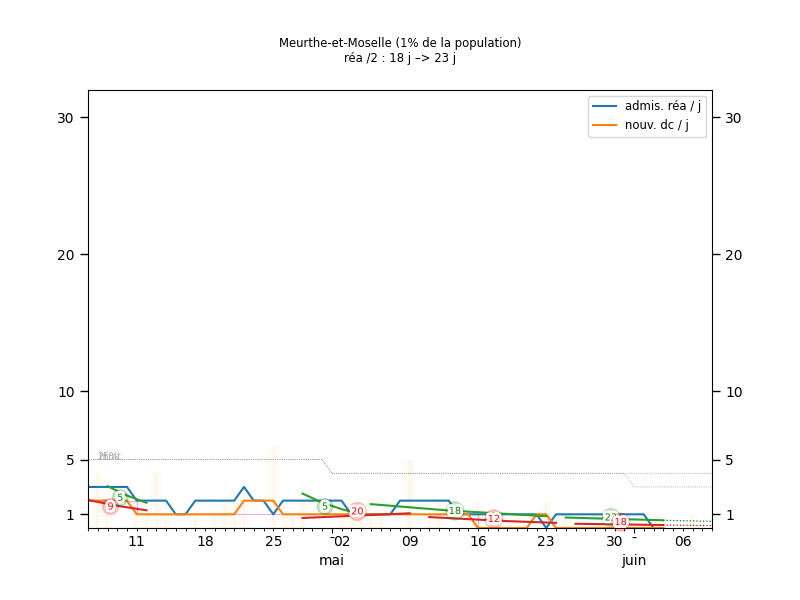 Meurthe-et-Moselle (1% de la population)
réa /2 : 18 j –> 23 j
admis. réa / j
nouv. dc / j
30 30
20 20
10 10
5 5
1 1
5 9 5 20 18 12 18
11 18 25 02 09 16 23 30 06
mai juin